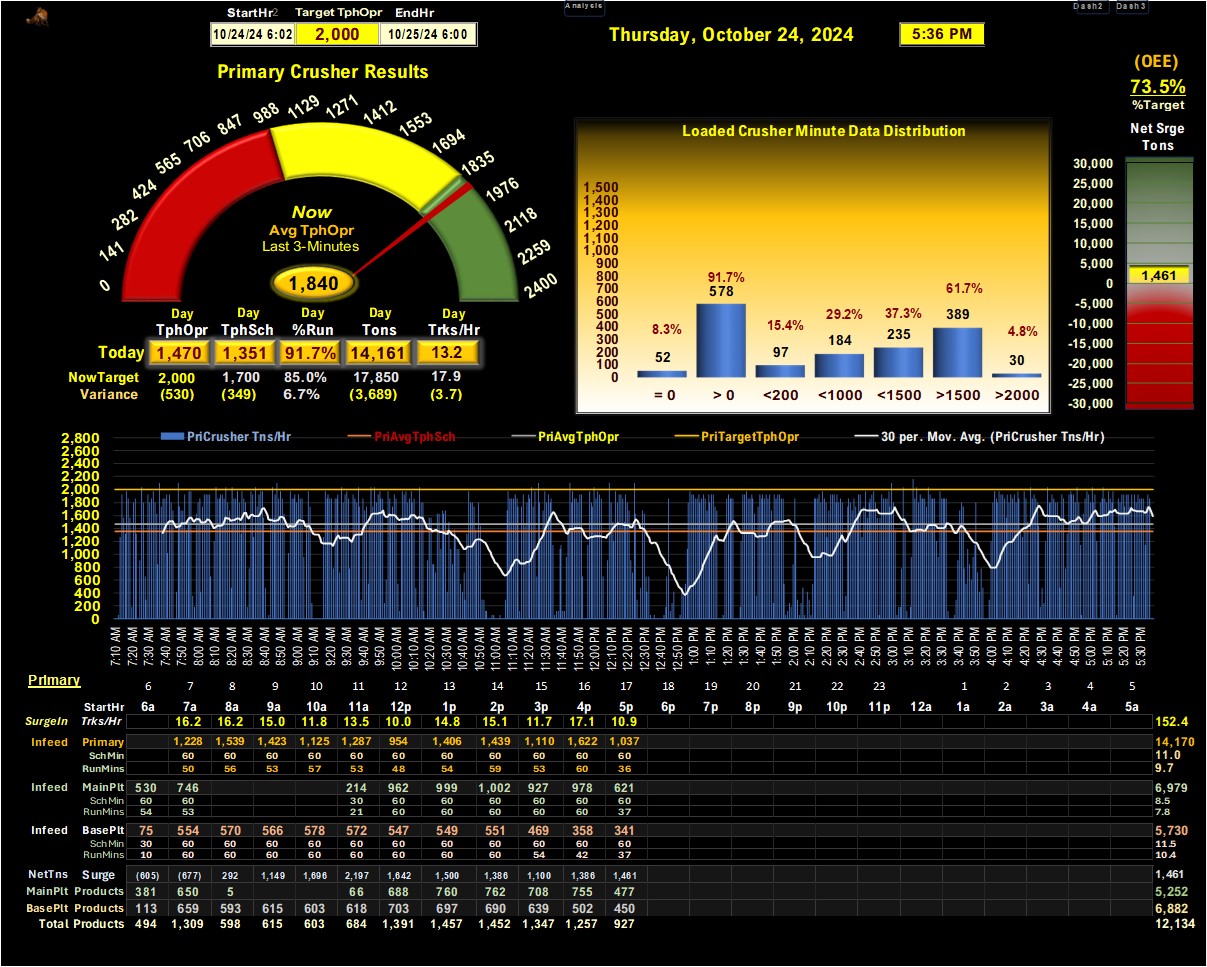 Analysis
Dash2 Dash3
StartHr2 Target TphOpr EndHr
10/24/24 6:02 2,000 10/25/24 6:00
Thursday, October 24, 2024 5:36 PM
(OEE)
73.5%
%Target
Net Srge
Tons
30,000
25,000
20,000
15,000
10,000
5,000
1,461
0
-5,000
-10,000
-15,000
-20,000
-25,000
-30,000
Primary Crusher Results
0 141 282 424 565 706 847 988 1129 1271 1412 1553 1694 1835 1976 2118 2259 2400
Now
Avg TphOpr
Last 3-Minutes
1,840
Day Day Day Day Day
TphOpr TphSch %Run Tons Trks/Hr
Today 1,470 1,351 91.7% 14,161 13.2
NowTarget 2,000 1,700 85.0% 17,850 17.9
Variance (530) (349) 6.7% (3,689) (3.7)
Loaded Crusher Minute Data Distribution
1,500
1,400
1,300
1,200
1,100
1,000
900
800
700
600
500
400
300
200
100
0
8.3% 91.7% 15.4% 29.2% 37.3% 61.7% 4.8%
52 578 97 184 235 389 30
= 0 > 0 <200 <1000 <1500 >1500 >2000
PriCrusher Tns/Hr PriAvgTphSch PriAvgTphOpr PriTargetTphOpr 30 per. Mov. Avg. (PriCrusher Tns/Hr)
2,800
2,600
2,400
2,200
2,000
1,800
1,600
1,400
1,200
1,000
800
600
400
200
0
7:10 AM 7:20 AM 7:30 AM 7:40 AM 7:50 AM 8:00 AM 8:10 AM 8:20 AM 8:30 AM 8:40 AM 8:50 AM 9:00 AM 9:10 AM 9:20 AM 9:30 AM 9:40 AM 9:50 AM 10:00 AM 10:10 AM 10:20 AM 10:30 AM 10:40 AM 10:50 AM 11:00 AM 11:10 AM 11:20 AM 11:30 AM 11:40 AM 11:50 AM 12:00 PM 12:10 PM 12:20 PM 12:30 PM 12:40 PM 12:50 PM 1:00 PM 1:10 PM 1:20 PM 1:30 PM 1:40 PM 1:50 PM 2:00 PM 2:10 PM 2:20 PM 2:30 PM 2:40 PM 2:50 PM 3:00 PM 3:10 PM 3:20 PM 3:30 PM 3:40 PM 3:50 PM 4:00 PM 4:10 PM 4:20 PM 4:30 PM 4:40 PM 4:50 PM 5:00 PM 5:10 PM 5:20 PM 5:30 PM
Primary
6 7 8 9 10 11 12 13 14 15 16 17 18 19 20 21 22 23 1 2 3 4 5
StartHr 6a 7a 8a 9a 10a 11a 12p 1p 2p 3p 4p 5p 6p 7p 8p 9p 10p 11p 12a 1a 2a 3a 4a 5a
SurgeIn Trks/Hr 16.2 16.2 15.0 11.8 13.5 10.0 14.8 15.1 11.7 17.1 10.9 152.4
Infeed Primary 1,228 1,539 1,423 1,125 1,287 954 1,406 1,439 1,110 1,622 1,037 14,170
SchMin 60 60 60 60 60 60 60 60 60 60 60 11.0
RunMins 50 56 53 57 53 48 54 59 53 60 36 9.7
Infeed MainPlt 530 746 214 962 999 1,002 927 978 621 6,979
SchMin 60 60 30 60 60 60 60 60 60 8.5
RunMins 54 53 21 60 60 60 60 60 37 7.8
Infeed BasePlt 75 554 570 566 578 572 547 549 551 469 358 341 5,730
SchMin 30 60 60 60 60 60 60 60 60 60 60 60 11.5
RunMins 10 60 60 60 60 60 60 60 60 54 42 37 10.4
NetTns Surge (605) (677) 292 1,149 1,696 2,197 1,642 1,500 1,386 1,100 1,386 1,461 1,461
MainPlt Products 381 650 5 66 688 760 762 708 755 477 5,252
BasePlt Products 113 659 593 615 603 618 703 697 690 639 502 450 6,882
Total Products 494 1,309 598 615 603 684 1,391 1,457 1,452 1,347 1,257 927 12,134